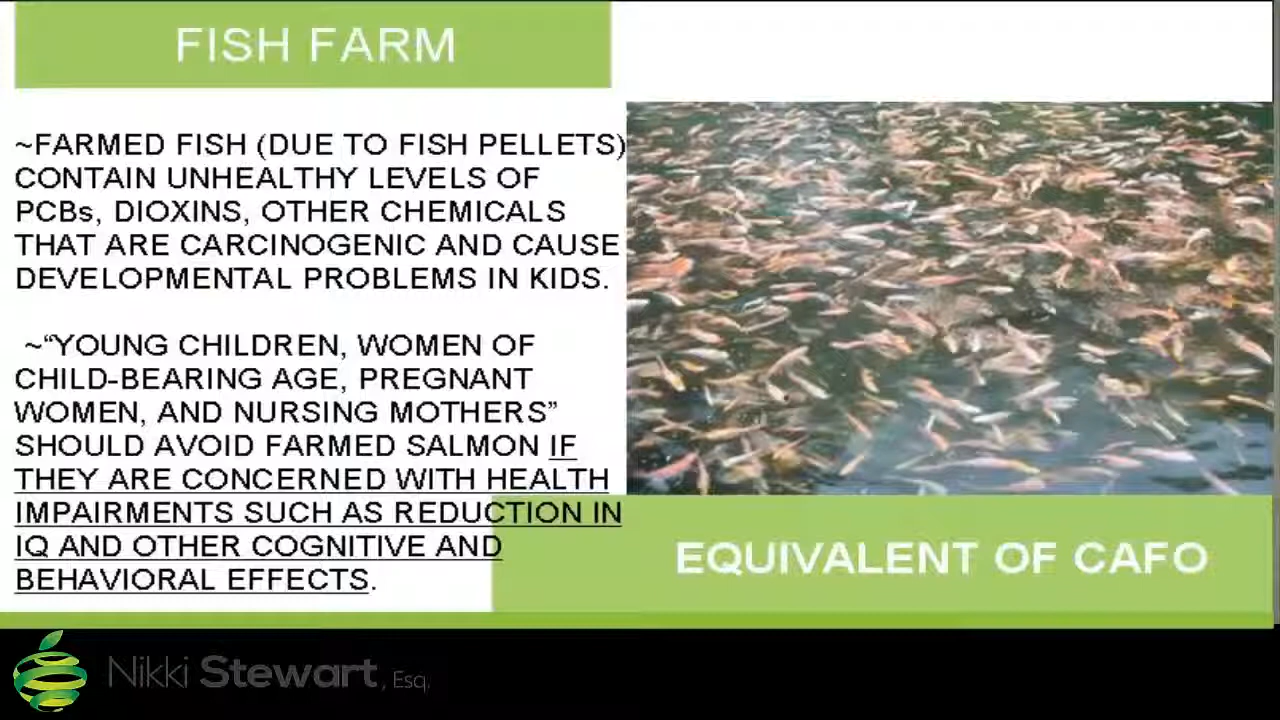 FISH FARM
~FARMED FISH (DUE TO FISH PELLETS)
CONTAIN UNHEALTHY LEVELS OF
PCBs, DIOXINS, OTHER CHEMICALS
THAT ARE CARCINOGENIC AND CAUSE
DEVELOPMENTAL PROBLEMS IN KIDS.
~“YOUNG CHILDREN, WOMEN OF
CHILD-BEARING AGE, PREGNANT
WOMEN, AND NURSING MOTHERS”
SHOULD AVOID FARMED SALMON IF
THEY ARE CONCERNED WITH HEALTH
IMPAIRMENTS SUCH AS REDUCTION IN
IQ AND OTHER COGNITIVE AND
BEHAVIORAL EFFECTS.
EQUIVALENT OF CAFO
Nikki Stewart, Esq.